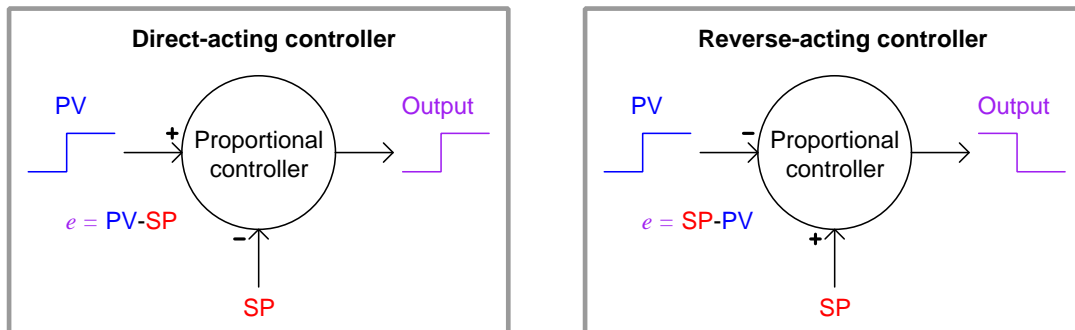 Direct-acting controller
PV
+
Proportional
controller
Output
e = PV-SP
-
SP
Reverse-acting controller
PV
-
Proportional
controller
Output
e = SP-PV
+
SP